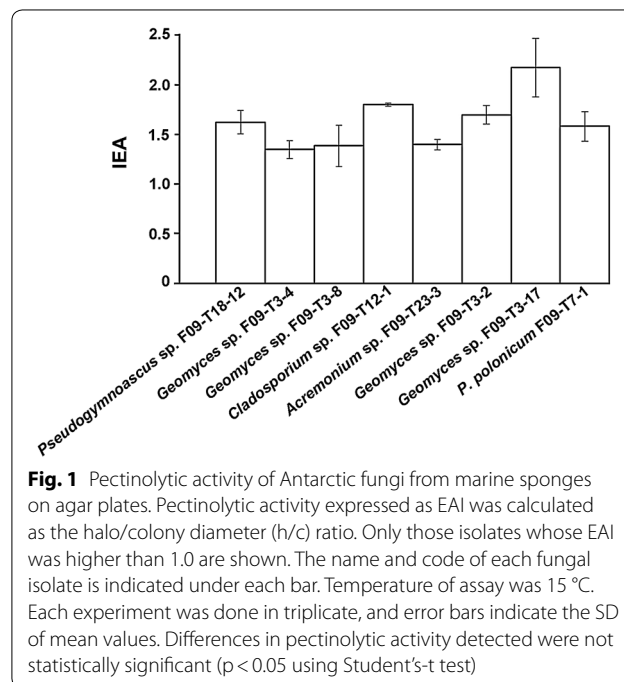 2.5
2.0
1.5
1.0
0.5
0
IEA
Pseudogymnoascus sp. F09-T18-12
Geomyces sp. F09-T3-4
Geomyces sp. F09-T3-8
Cladosporium sp. F09-T12-1
Acremonium sp. F09-T23-3
Geomyces sp. F09-T3-2
Geomyces sp. F09-T3-17
P. polonicum F09-T7-1
Fig. 1 Pectinolytic activity of Antarctic fungi from marine sponges
on agar plates. Pectinolytic activity expressed as EAI was calculated
as the halo/colony diameter (h/c) ratio. Only those isolates whose EAI
was higher than 1.0 are shown. The name and code of each fungal
isolate is indicated under each bar. Temperature of assay was 15 °C.
Each experiment was done in triplicate, and error bars indicate the SD
of mean values. Differences in pectinolytic activity detected were not
statistically significant (p < 0.05 using Student's-t test)